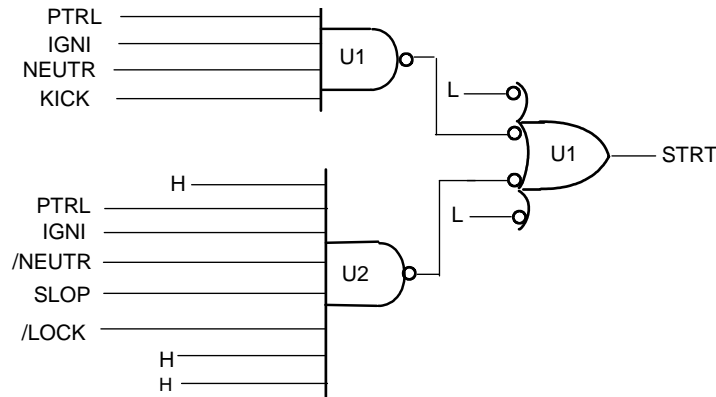 PTRL
IGNI
NEUTR
KICK
U1
L
U1
STRT
L
H
PTRL
IGNI
/NEUTR
SLOP
/LOCK
H
H
U2